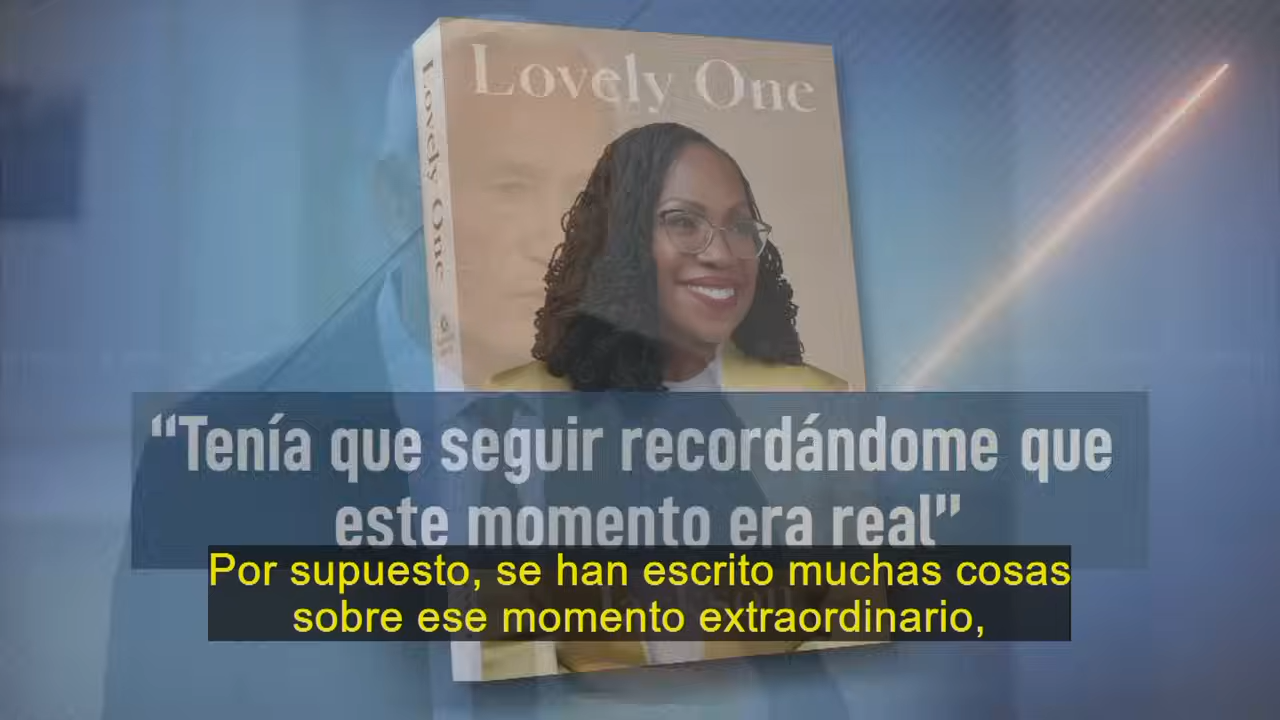 Lovely One
Lovely One
“Tenía que seguir recordándome que
este momento era real”
Jackson
Por supuesto, se han escrito muchas cosas
sobre ese momento extraordinario,